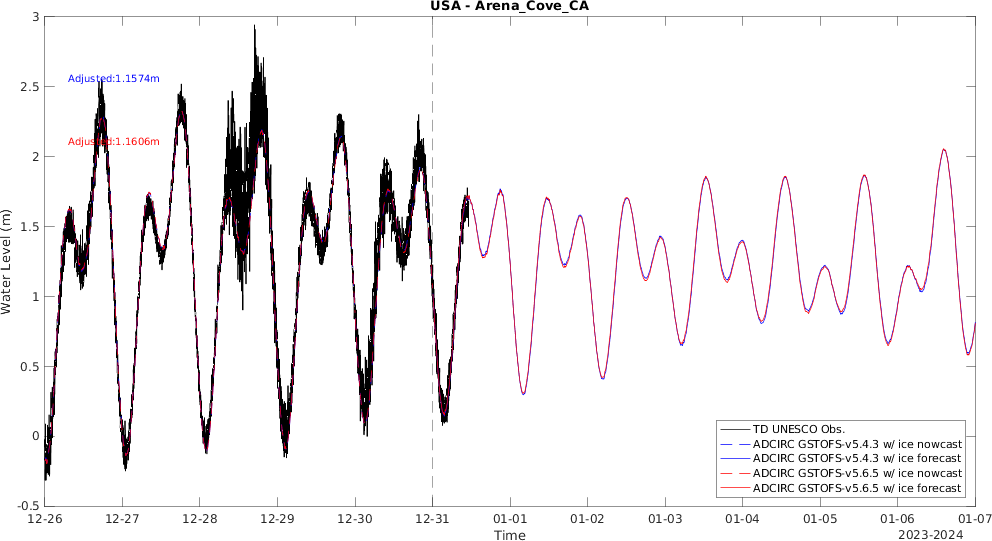 USA - Arena_Cove_CA
3
2.5
2
1.5
1
0.5
0
-0.5
Water Level (m)
Adjusted:1.1574m
Adjusted:1.1606m
TD UNESCO Obs.
ADCIRC GSTOFS-v5.4.3 w/ ice nowcast
ADCIRC GSTOFS-v5.4.3 w/ ice forecast
ADCIRC GSTOFS-v5.6.5 w/ ice nowcast
ADCIRC GSTOFS-v5.6.5 w/ ice forecast
12-26 12-27 12-28 12-29 12-30 12-31 01-01 01-02 01-03 01-04 01-05 01-06 01-07
Time
2023-2024